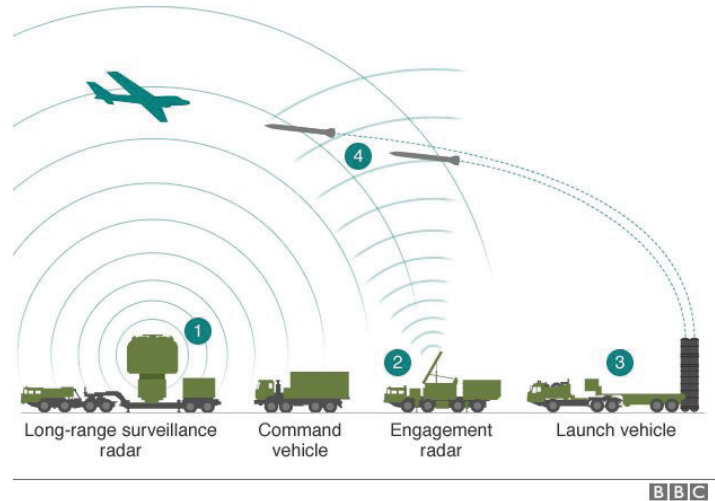 4
1
2
3
Long-range surveillance
radar
Command
vehicle
Engagement
radar
Launch vehicle
BBC